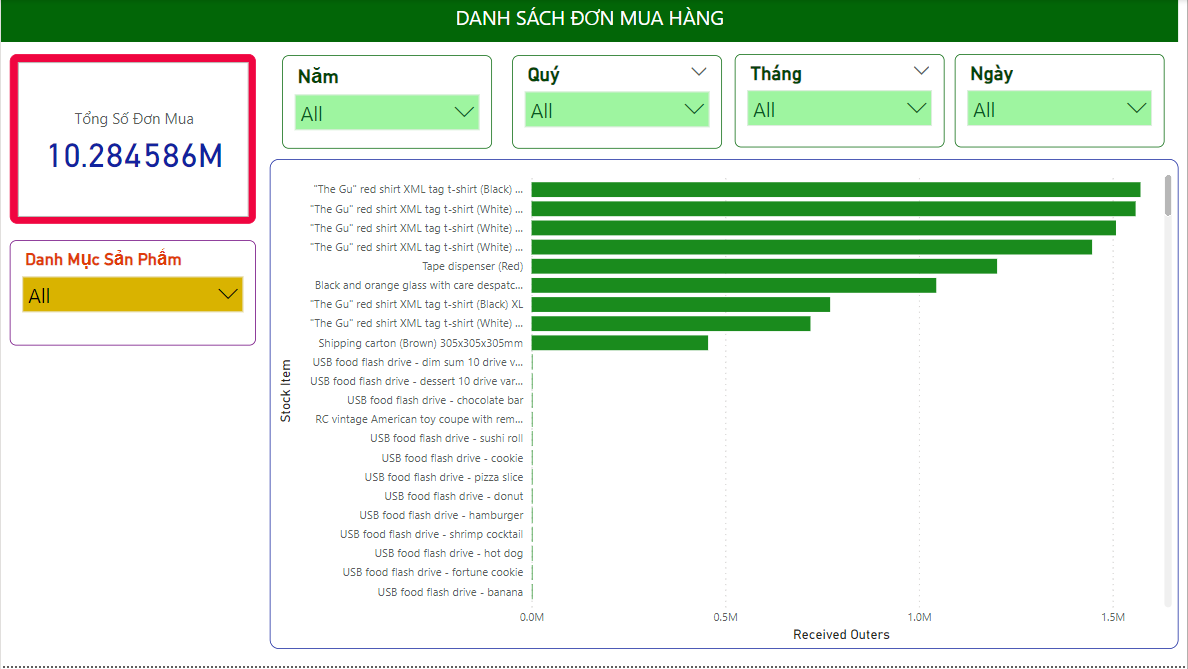 DANH SÁCH ĐƠN MUA HÀNG
Tổng Số Đơn Mua
10.284586M
Danh Mục Sản Phẩm
All
Năm
All
Quý
All
Tháng
All
Ngày
All
Stock Item
"The Gu" red shirt XML tag t-shirt (Black) ...
"The Gu" red shirt XML tag t-shirt (White) ...
"The Gu" red shirt XML tag t-shirt (White) ...
"The Gu" red shirt XML tag t-shirt (White) ...
Tape dispenser (Red)
Black and orange glass with care despatc...
"The Gu" red shirt XML tag t-shirt (Black) XL
"The Gu" red shirt XML tag t-shirt (White) ...
Shipping carton (Brown) 305x305x305mm
USB food flash drive - dim sum 10 drive v...
USB food flash drive - dessert 10 drive var...
USB food flash drive - chocolate bar
RC vintage American toy coupe with rem...
USB food flash drive - sushi roll
USB food flash drive - cookie
USB food flash drive - pizza slice
USB food flash drive - donut
USB food flash drive - hamburger
USB food flash drive - shrimp cocktail
USB food flash drive - hot dog
USB food flash drive - fortune cookie
USB food flash drive - banana
0.0M 0.5M 1.0M 1.5M
Received Outers